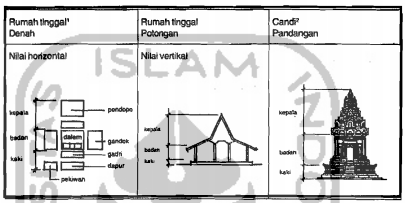 Rumah tinggal¹
Denah
Rumah tinggal
Potongan
Candi²
Pandangan
Nilai horizontal
Nilai vertikal
ISLAM
kepala
badan
kaki
pendopo
dalem
gandok
gadri
dapur
pekiwan
kepala
badan
kaki
kepala
badan
kaki